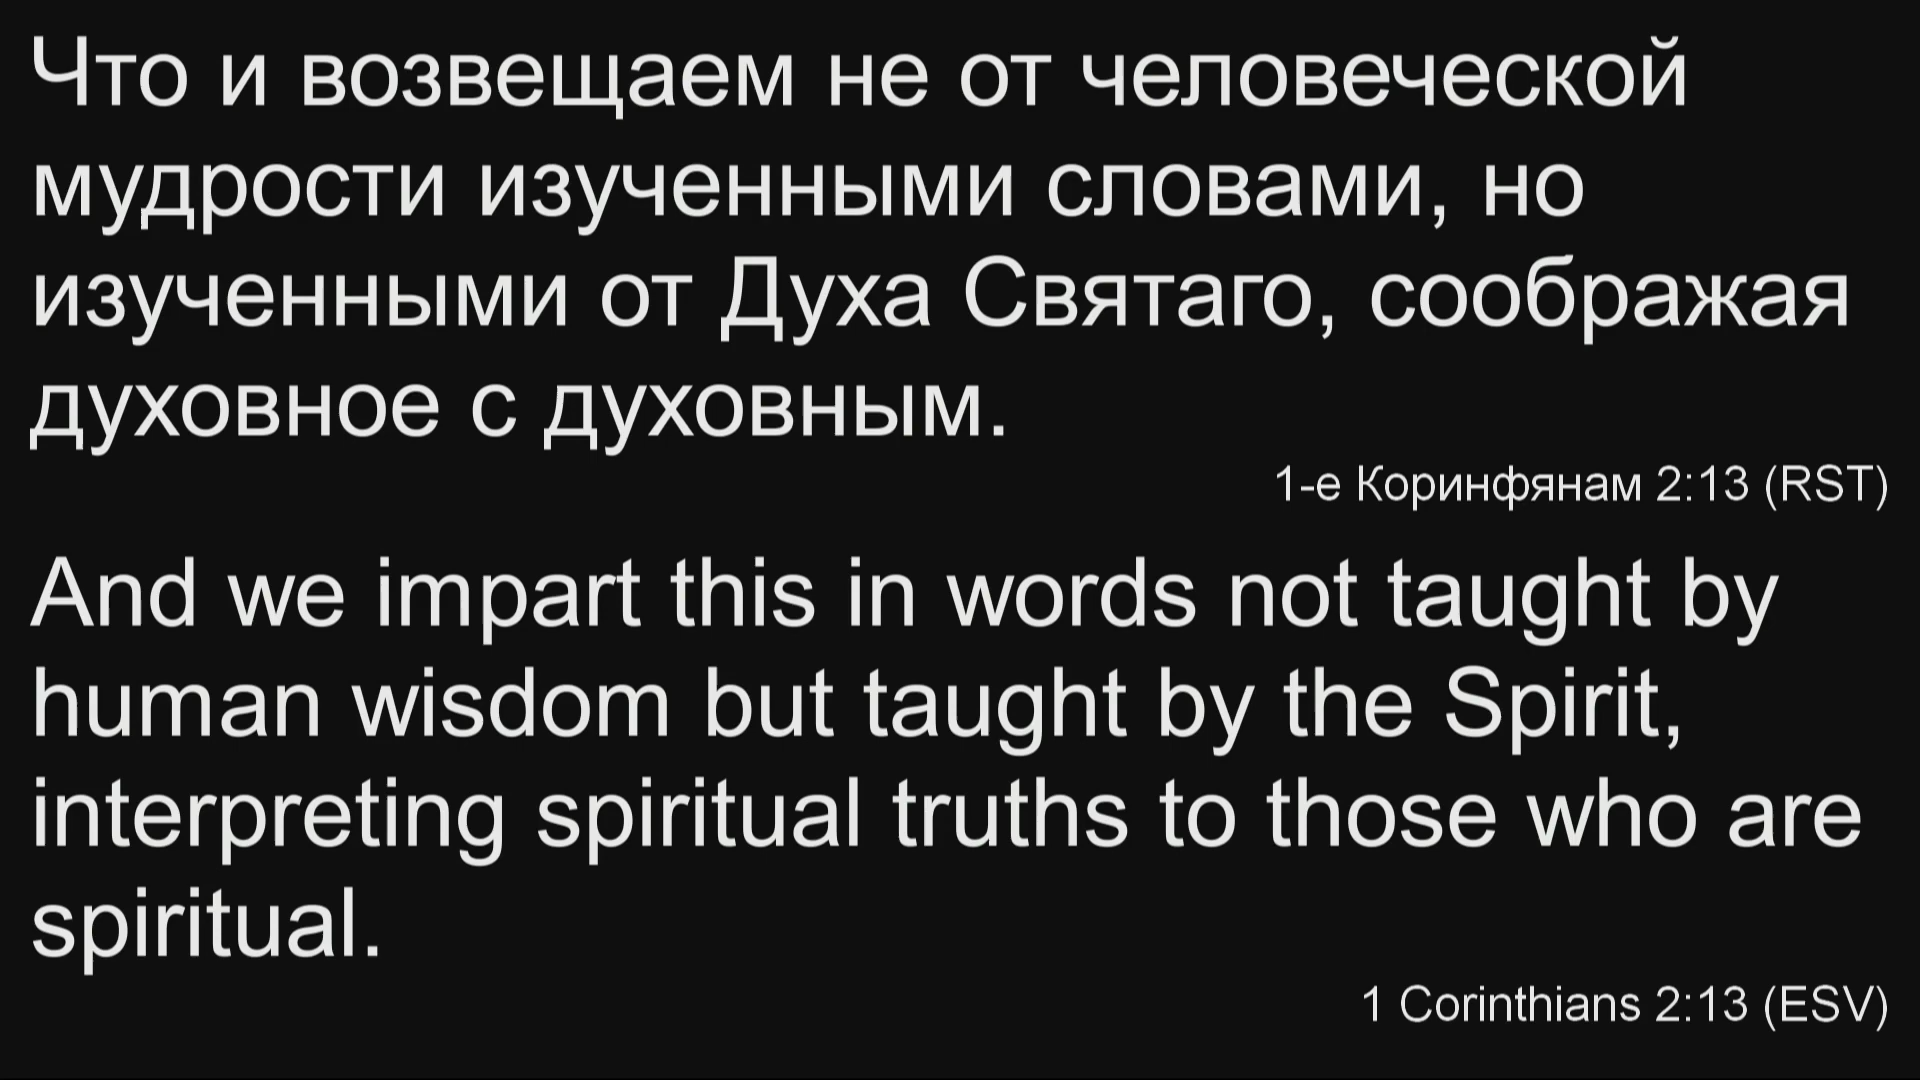 Что и возвещаем не от человеческой
мудрости изученными словами, но
изученными от Духа Святаго, соображая
духовное с духовным.
1-е Коринфянам 2:13 (RST)
And we impart this in words not taught by
human wisdom but taught by the Spirit,
interpreting spiritual truths to those who are
spiritual.
1 Corinthians 2:13 (ESV)